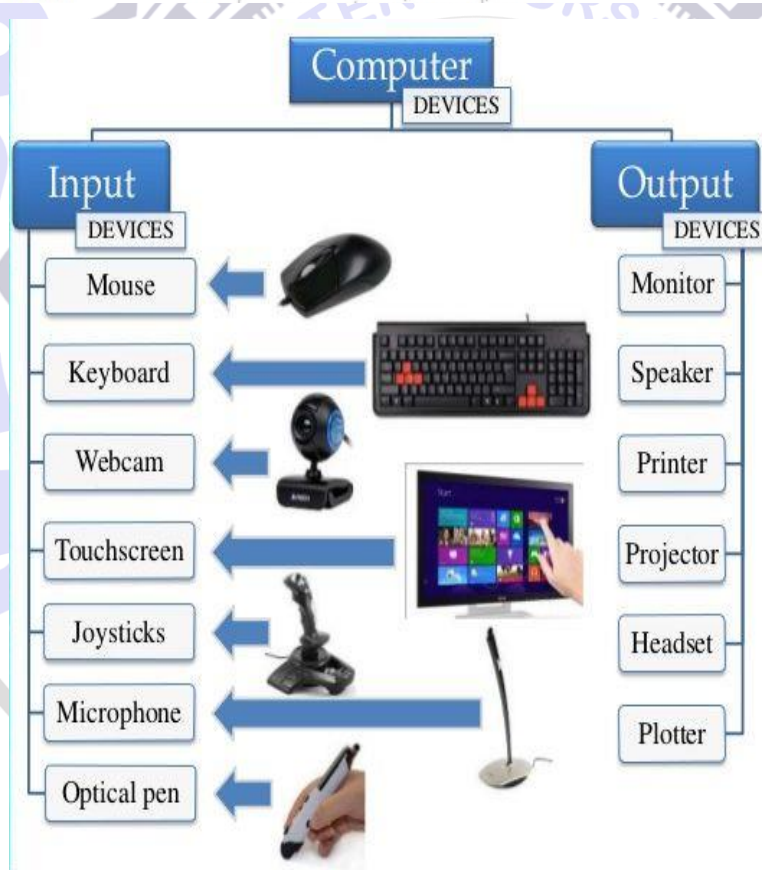 Computer
DEVICES
Input
DEVICES
Mouse
Keyboard
Webcam
Touchscreen
Joysticks
Microphone
Optical pen
Start
Output
DEVICES
Monitor
Speaker
Printer
Projector
Headset
Plotter